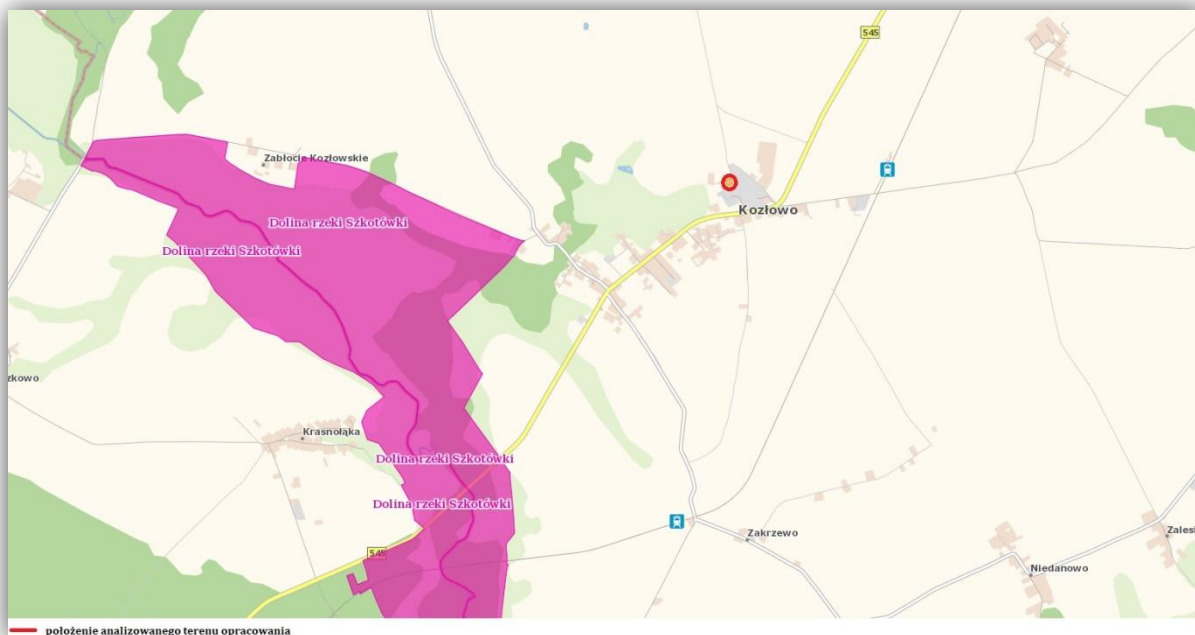 545
Zabłocie Kozłowskie
Kozłowo
Dolina rzeki Szkotówki
Dolina rzeki Szkotówki
zkowo
Krasnołąka
Dolina rzeki Szkotówki
Dolina rzeki Szkotówki
Zakrzewo
Zalesi
545
Niedanowo
położenie analizowanego terenu opracowania